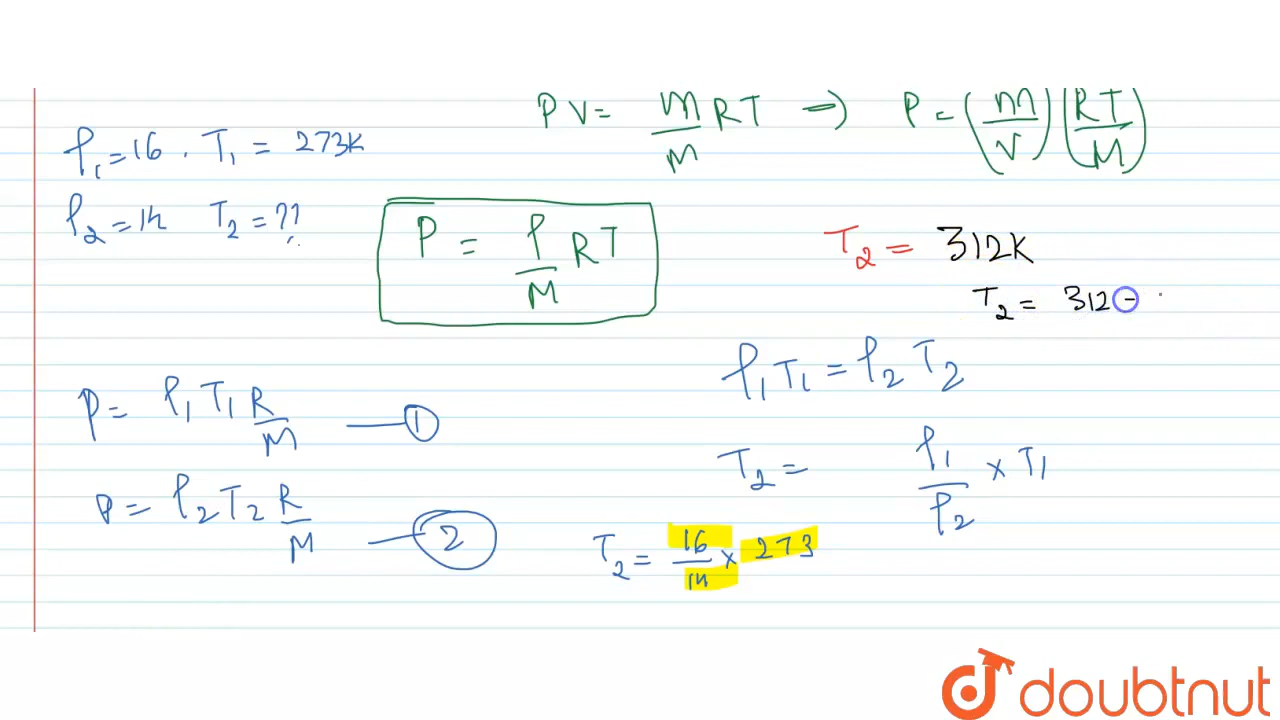 PV = m/M RT ⇒ P = (m/V)(RT/M)
ρ₁ = 16 . T₁ = 273K
ρ₂ = 14 T₂ = ??
P = ρ/M RT
T₂ = 312K
T₂ = 312 -
ρ₁T₁ = ρ₂T₂
P = ρ₁T₁ R/M — ①
T₂ = ρ₁/ρ₂ × T₁
P = ρ₂T₂ R/M — ②
T₂ = 16/14 × 273
doubtnut